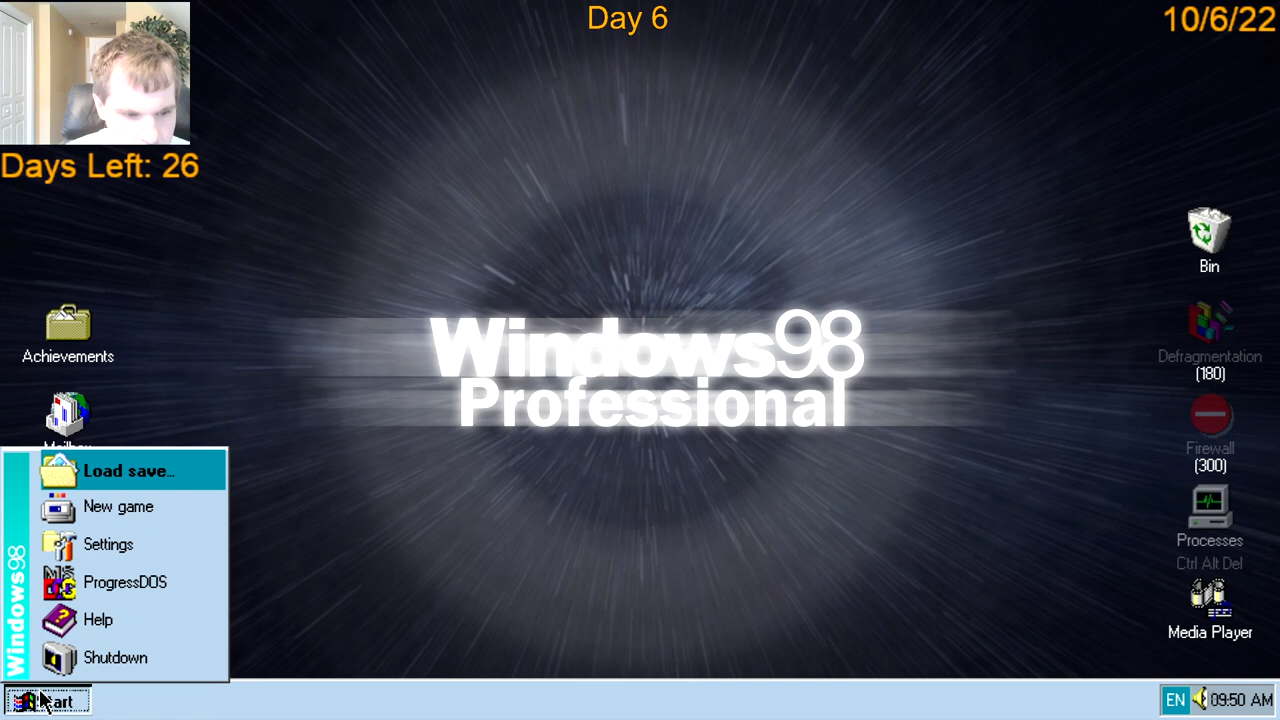 Day 6
10/6/22
Days Left: 26
Bin
Achievements
Defragmentation
(180)
Firewall
(300)
Processes
Ctrl Alt Del
Media Player
Windows98
Professional
Load save...
New game
Settings
ProgressDOS
Help
Shutdown
Windows98
EN
09:50 AM